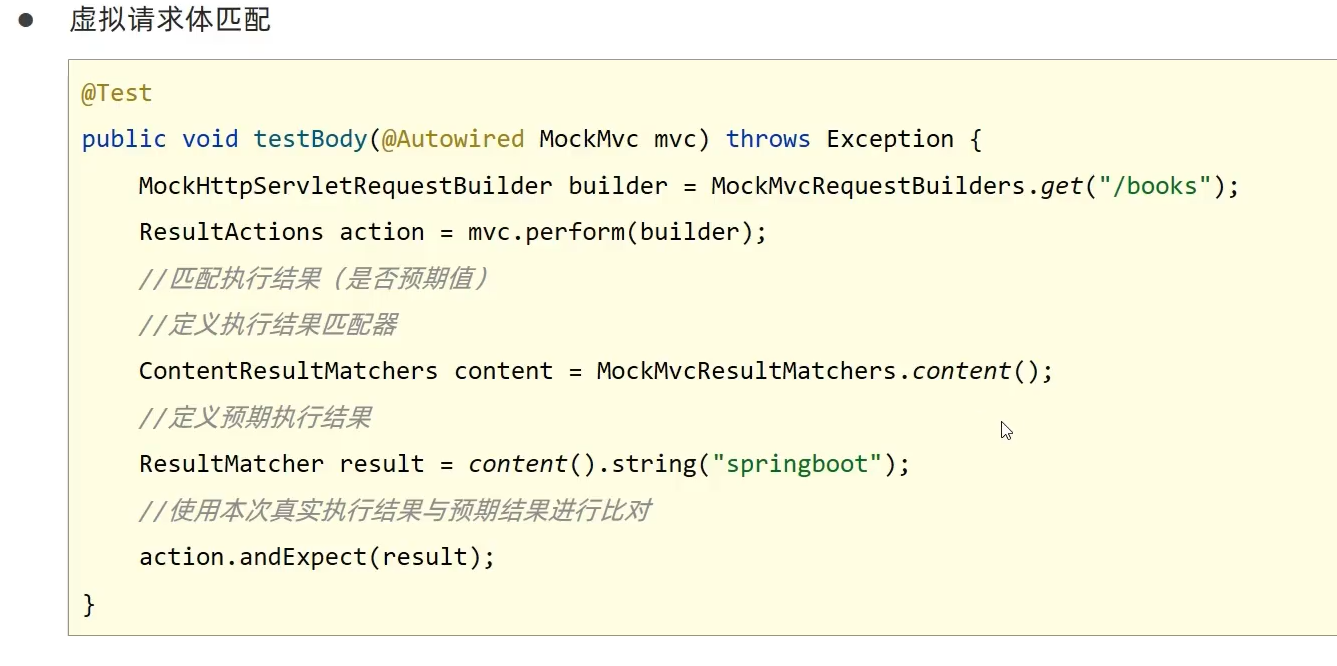 ● 虚拟请求体匹配
@Test
public void testBody(@Autowired MockMvc mvc) throws Exception {
    MockHttpServletRequestBuilder builder = MockMvcRequestBuilders.get("/books");
    ResultActions action = mvc.perform(builder);
    //匹配执行结果（是否预期值）
    //定义执行结果匹配器
    ContentResultMatchers content = MockMvcResultMatchers.content();
    //定义预期执行结果
    ResultMatcher result = content().string("springboot");
    //使用本次真实执行结果与预期结果进行比对
    action.andExpect(result);
}